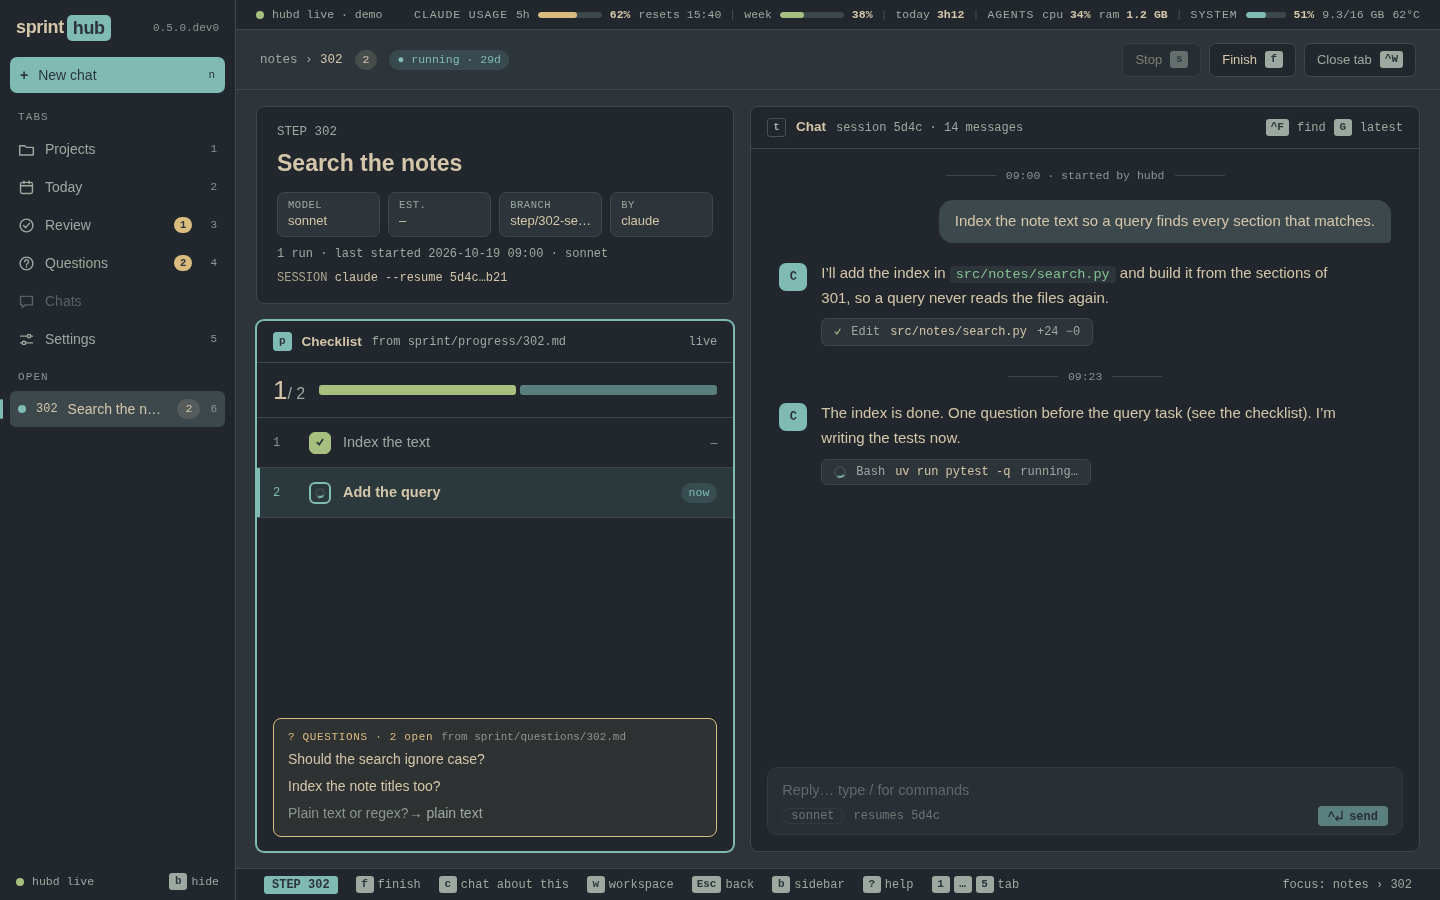 sprint hub 0.5.0.dev0
+ New chat n
TABS
Projects 1
Today 2
Review 1 3
Questions 2 4
Chats
Settings 5
OPEN
302 Search the n… 2 6
hubd live b hide
hubd live · demo CLAUDE USAGE 5h 62% resets 15:40 | week 38% | today 3h12 | AGENTS cpu 34% ram 1.2 GB | SYSTEM 51% 9.3/16 GB 62°C
notes › 302 2 ● running · 29d Stop s Finish f Close tab ^W
STEP 302
Search the notes
MODEL EST. BRANCH BY
sonnet – step/302-se… claude
1 run · last started 2026-10-19 09:00 · sonnet
SESSION claude --resume 5d4c…b21
p Checklist from sprint/progress/302.md live
1/ 2
1 Index the text –
2 Add the query now
? QUESTIONS · 2 open from sprint/questions/302.md
Should the search ignore case?
Index the note titles too?
Plain text or regex?→ plain text
t Chat session 5d4c · 14 messages ^F find G latest
09:00 · started by hubd
Index the note text so a query finds every section that matches.
C I’ll add the index in src/notes/search.py and build it from the sections of
301, so a query never reads the files again.
✓ Edit src/notes/search.py +24 −0
09:23
C The index is done. One question before the query task (see the checklist). I’m
writing the tests now.
Bash uv run pytest -q running…
Reply… type / for commands
sonnet resumes 5d4c ^↵ send
STEP 302 f finish c chat about this w workspace Esc back b sidebar ? help 1 … 5 tab focus: notes › 302